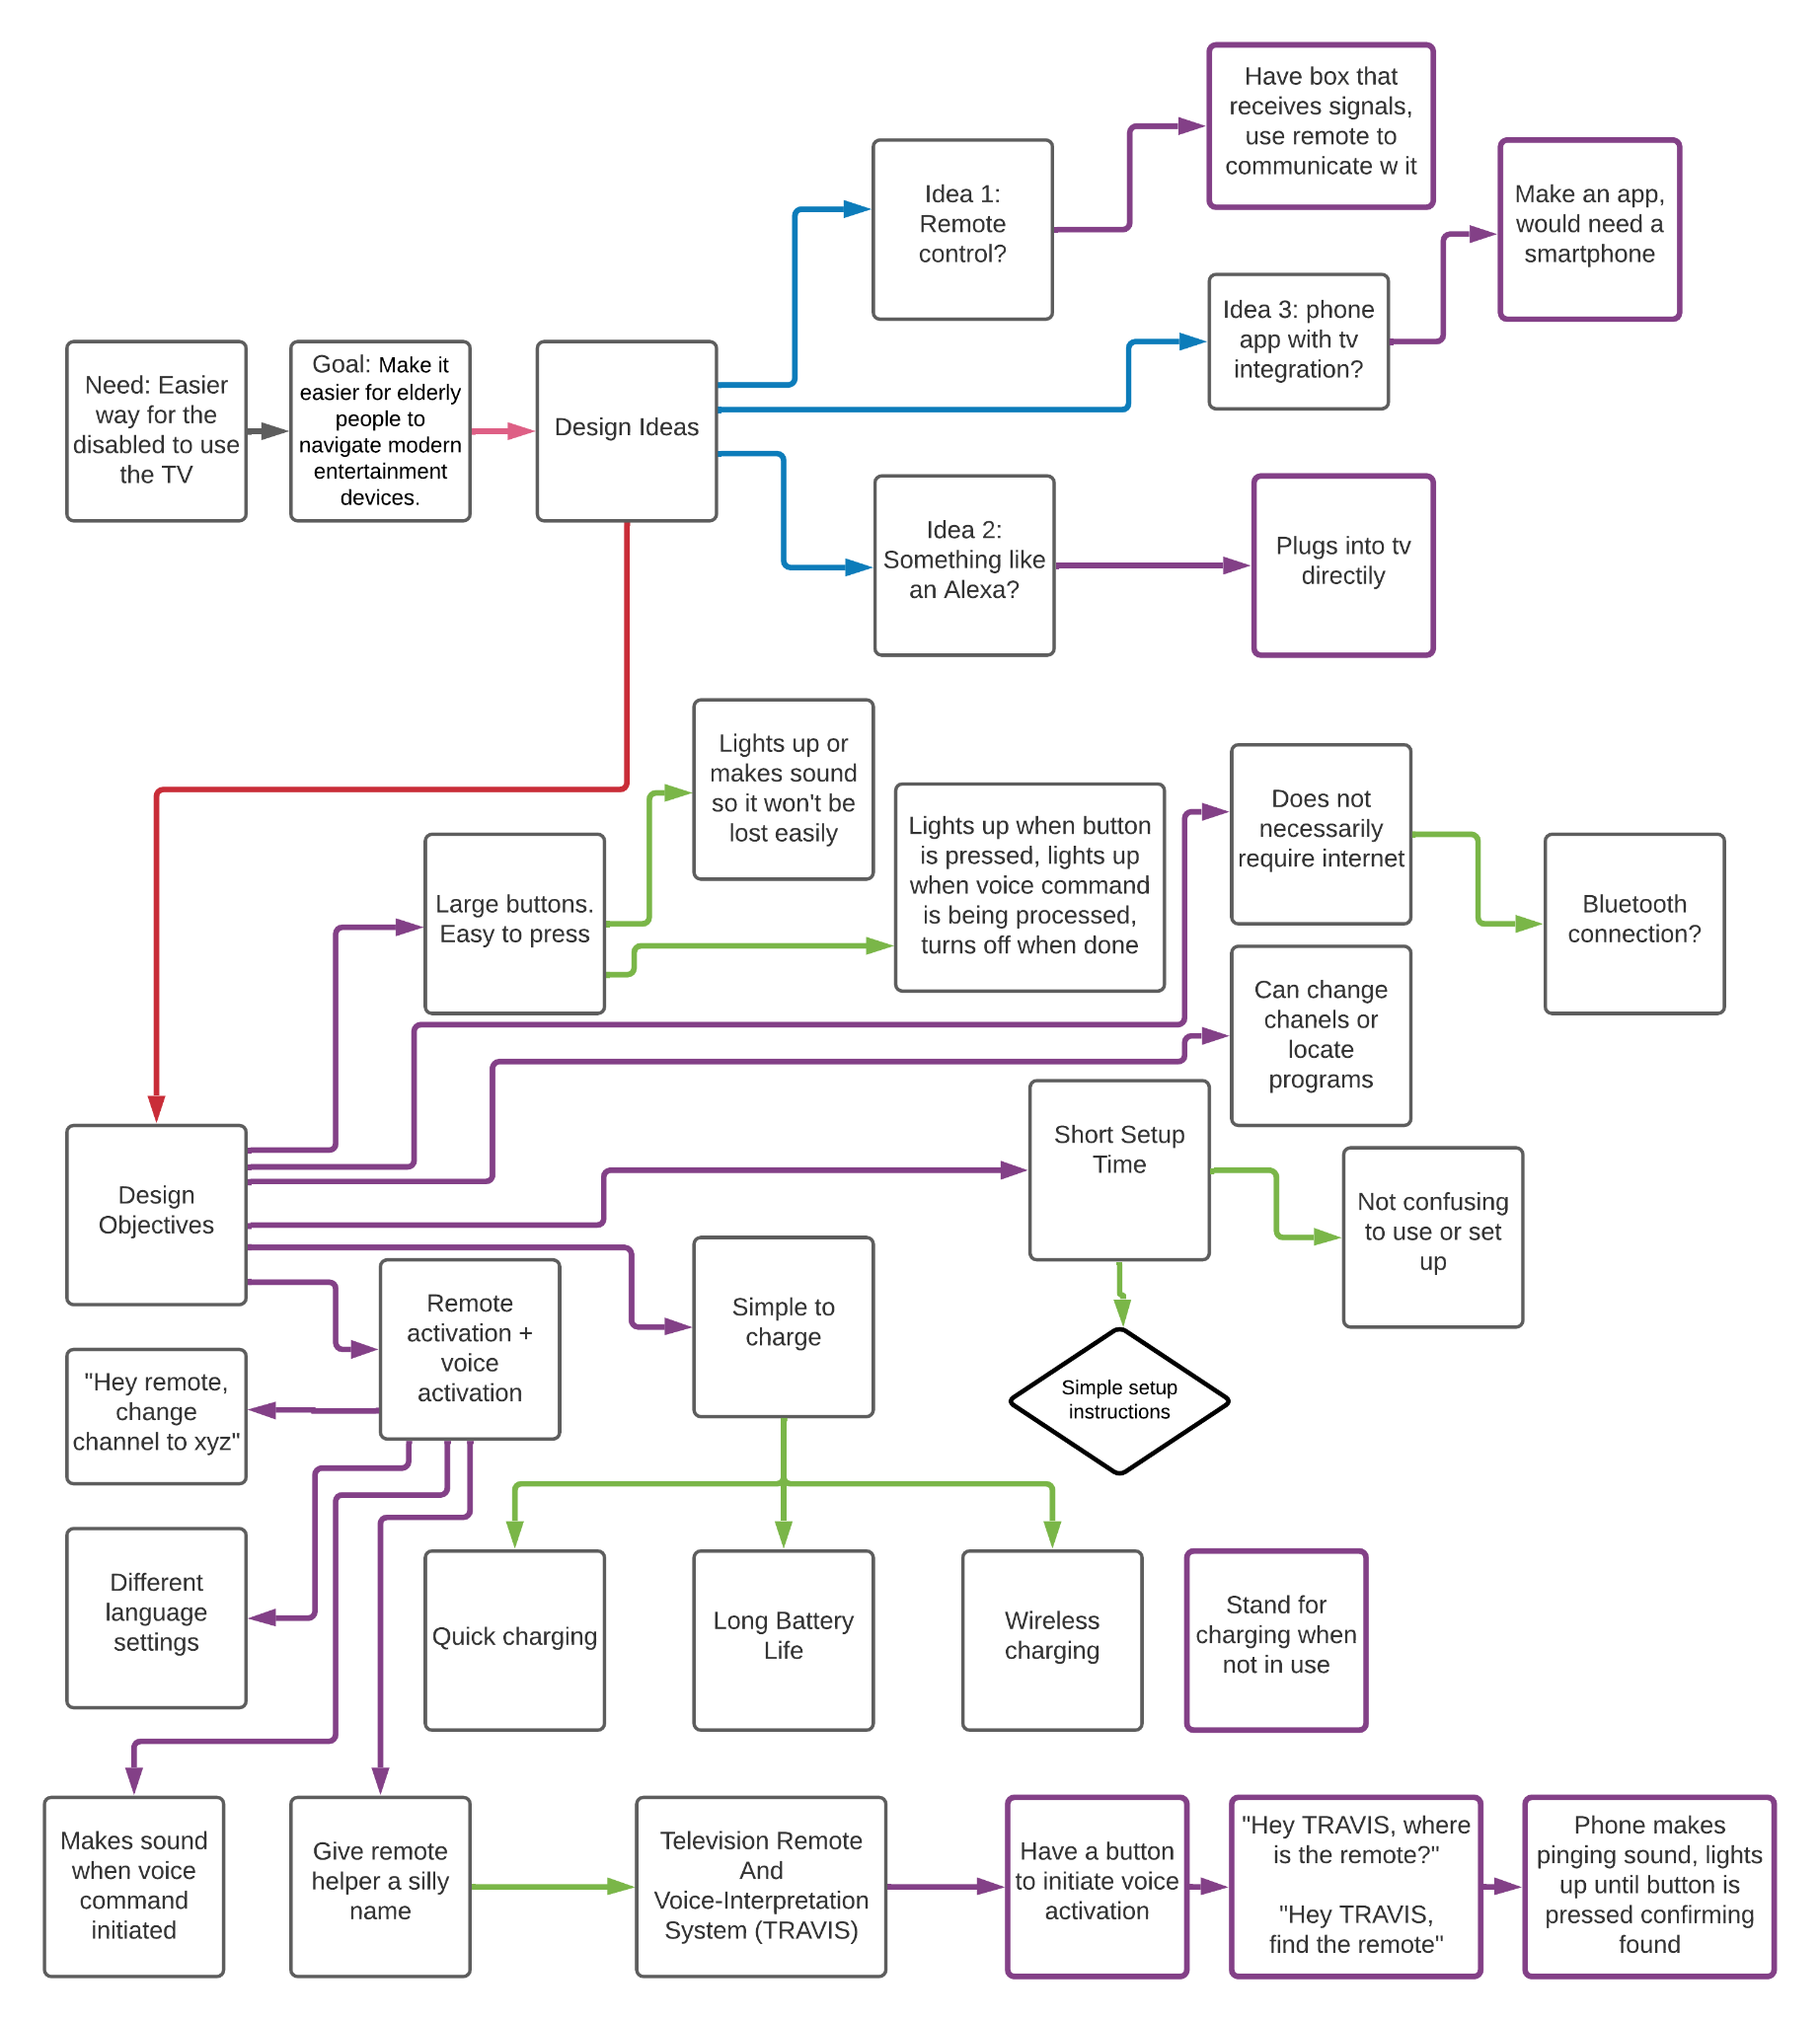 Have box that
receives signals,
use remote to
communicate w it
Idea 1:
Remote
control?
Make an app,
would need a
smartphone
Idea 3: phone
app with tv
integration?
Need: Easier
way for the
disabled to use
the TV
Goal: Make it
easier for elderly
people to
navigate modern
entertainment
devices.
Design Ideas
Idea 2:
Something like
an Alexa?
Plugs into tv
directily
Lights up or
makes sound
so it won't be
lost easily
Lights up when button
is pressed, lights up
when voice command
is being processed,
turns off when done
Does not
necessarily
require internet
Large buttons.
Easy to press
Bluetooth
connection?
Can change
chanels or
locate
programs
Short Setup
Time
Design
Objectives
Not confusing
to use or set
up
Remote
activation +
voice
activation
Simple to
charge
"Hey remote,
change
channel to xyz"
Simple setup
instructions
Different
language
settings
Quick charging
Long Battery
Life
Wireless
charging
Stand for
charging when
not in use
Makes sound
when voice
command
initiated
Give remote
helper a silly
name
Television Remote
And
Voice-Interpretation
System (TRAVIS)
Have a button
to initiate voice
activation
"Hey TRAVIS, where
is the remote?"
"Hey TRAVIS,
find the remote"
Phone makes
pinging sound, lights
up until button is
pressed confirming
found